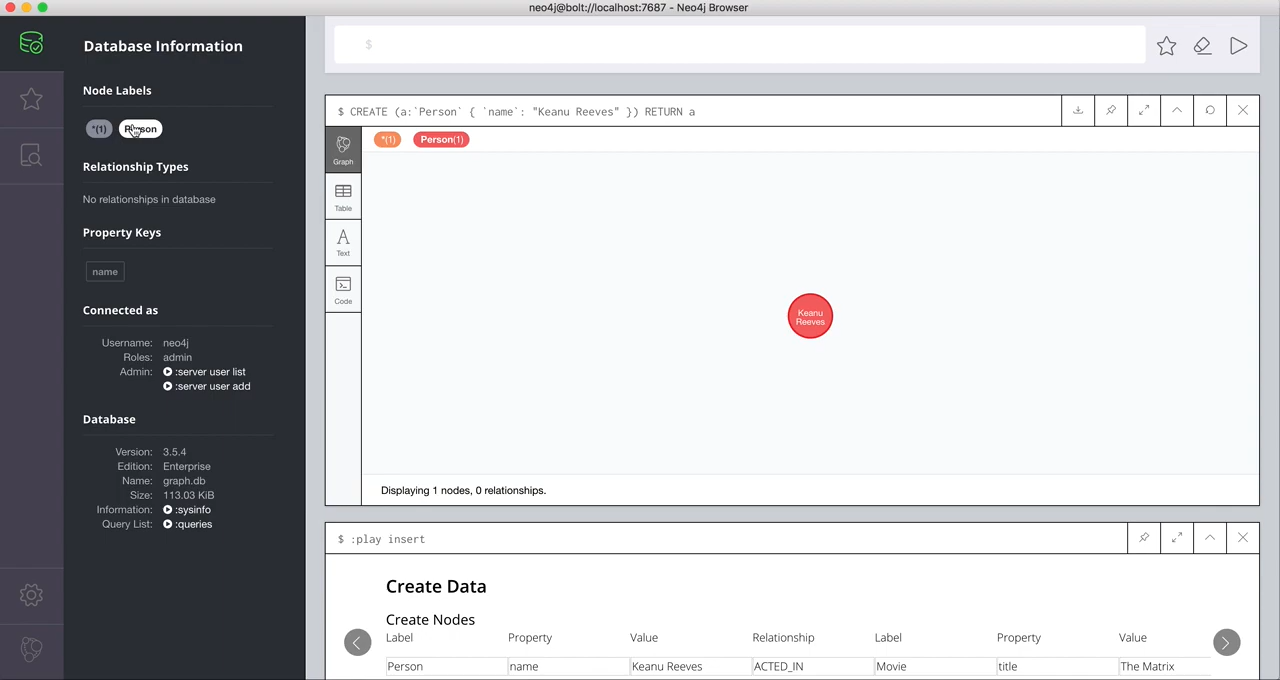 neo4j@bolt://localhost:7687 - Neo4j Browser
Database Information
Node Labels
*(1) Person
Relationship Types
No relationships in database
Property Keys
name
Connected as
Username: neo4j
Roles: admin
Admin: :server user list
:server user add
Database
Version: 3.5.4
Edition: Enterprise
Name: graph.db
Size: 113.03 KiB
Information: :sysinfo
Query List: :queries
$
$ CREATE (a:`Person` { `name`: "Keanu Reeves" }) RETURN a
*(1) Person(1)
Graph
Table
Text
Code
Keanu
Reeves
Displaying 1 nodes, 0 relationships.
$ :play insert
Create Data
Create Nodes
Label Property Value Relationship Label Property Value
Person name Keanu Reeves ACTED_IN Movie title The Matrix